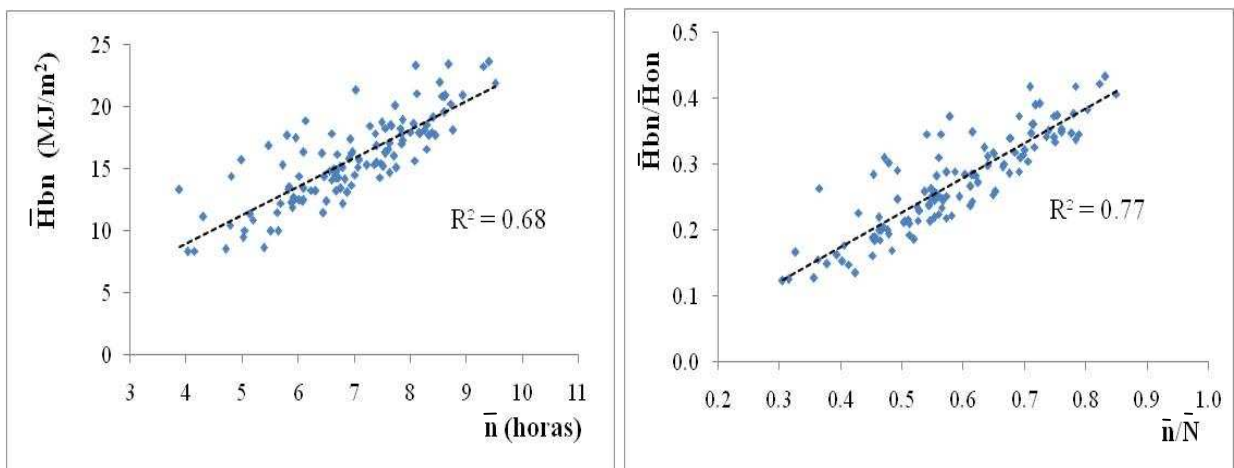 H̅bn (MJ/m²)
25
20
15
10
5
0
R² = 0.68
3 4 5 6 7 8 9 10 11
n̅ (horas)
H̅bn/H̅on
0.5
0.4
0.3
0.2
0.1
0.0
R² = 0.77
0.2 0.3 0.4 0.5 0.6 0.7 0.8 0.9 1.0
n̅/N̅